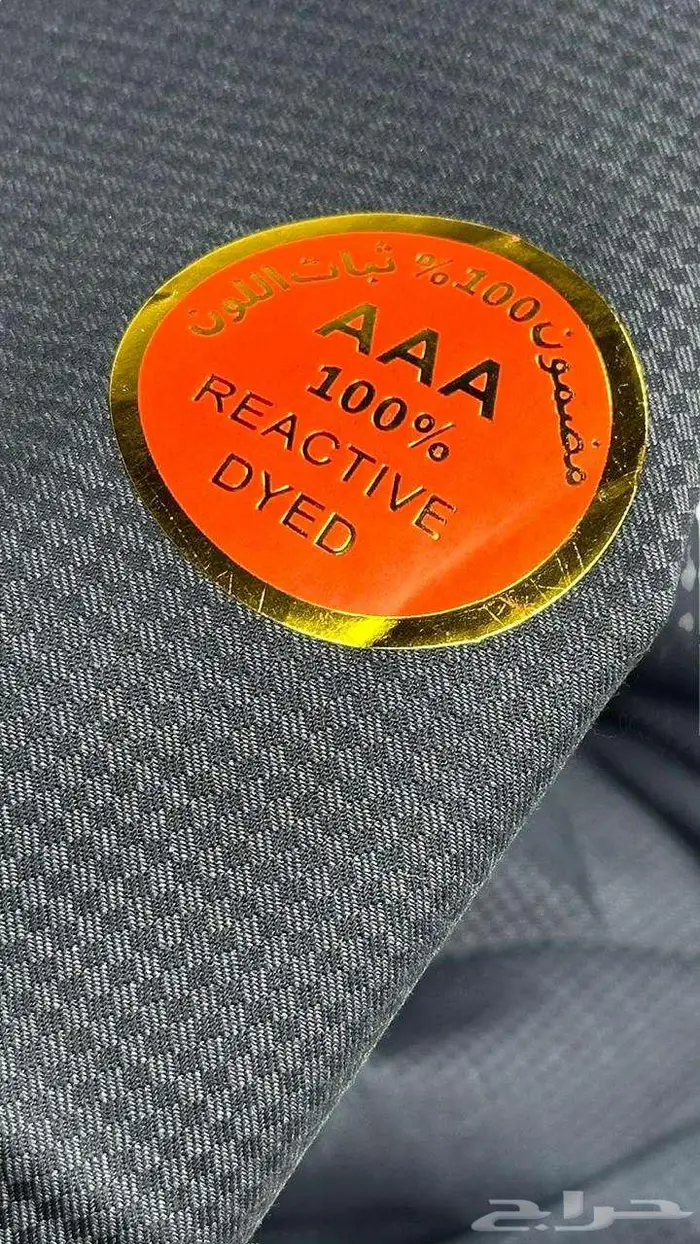 مضمون 100% ثبات اللون
AAA
100%
REACTIVE
DYED
حراج